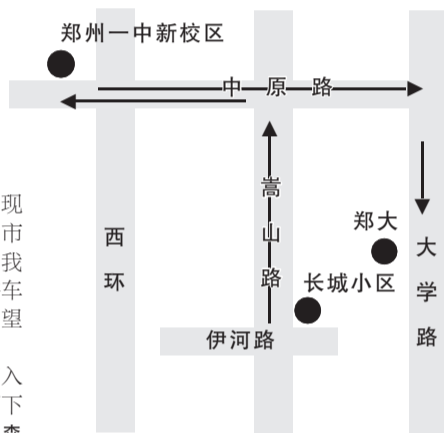 郑州一中新校区
中原路
嵩山路
西环
郑大
大学路
长城小区
伊河路
现
市
我
车
望
入
下